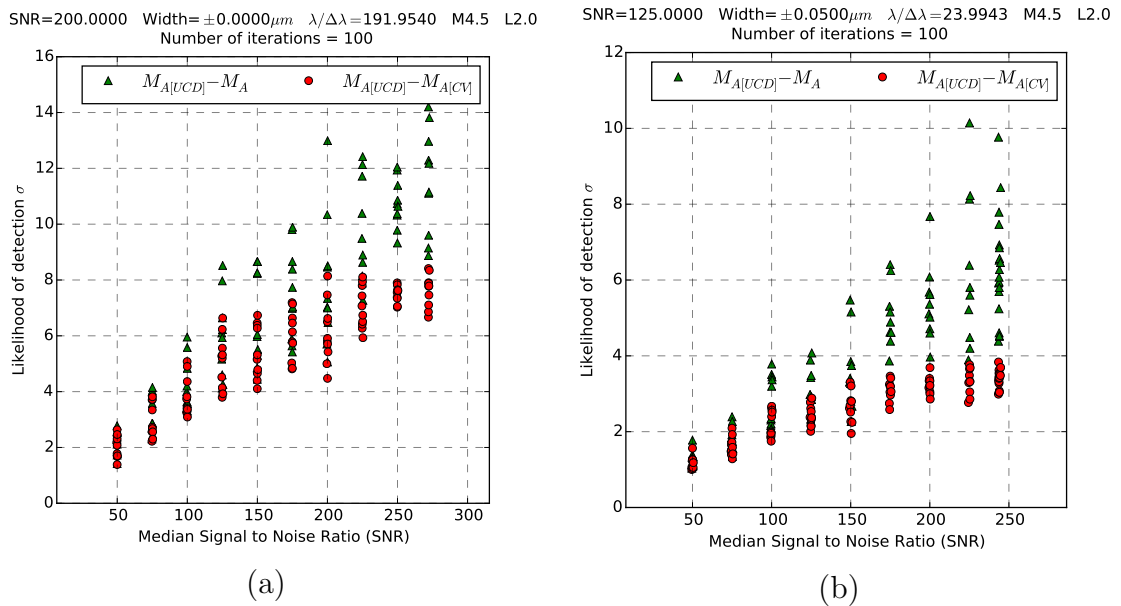 SNR=200.0000 Width=±0.0000μm λ/Δλ=191.9540 M4.5 L2.0
Number of iterations = 100
M_{A[UCD]}−M_A M_{A[UCD]}−M_{A[CV]}
16
14
12
10
8
6
4
2
0
Likelihood of detection σ
50 100 150 200 250 300
Median Signal to Noise Ratio (SNR)
(a)
SNR=125.0000 Width=±0.0500μm λ/Δλ=23.9943 M4.5 L2.0
Number of iterations = 100
M_{A[UCD]}−M_A M_{A[UCD]}−M_{A[CV]}
12
10
8
6
4
2
0
Likelihood of detection σ
50 100 150 200 250
Median Signal to Noise Ratio (SNR)
(b)